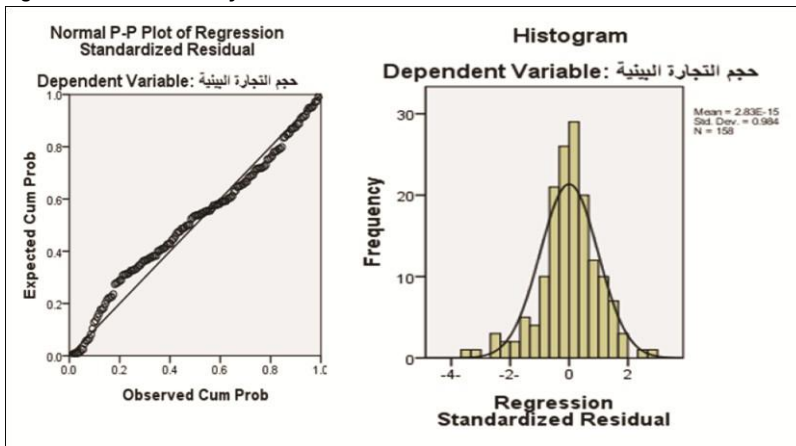 Normal P-P Plot of Regression
Standardized Residual
Dependent Variable: حجم التجارة البينية
Expected Cum Prob
1.0
0.8
0.6
0.4
0.2
0.0
0.0 0.2 0.4 0.6 0.8 1.0
Observed Cum Prob
Histogram
Dependent Variable: حجم التجارة البينية
Mean = 2.83E-15
Std. Dev. = 0.984
N = 158
Frequency
30
20
10
0
-4- -2- 0 2
Regression
Standardized Residual